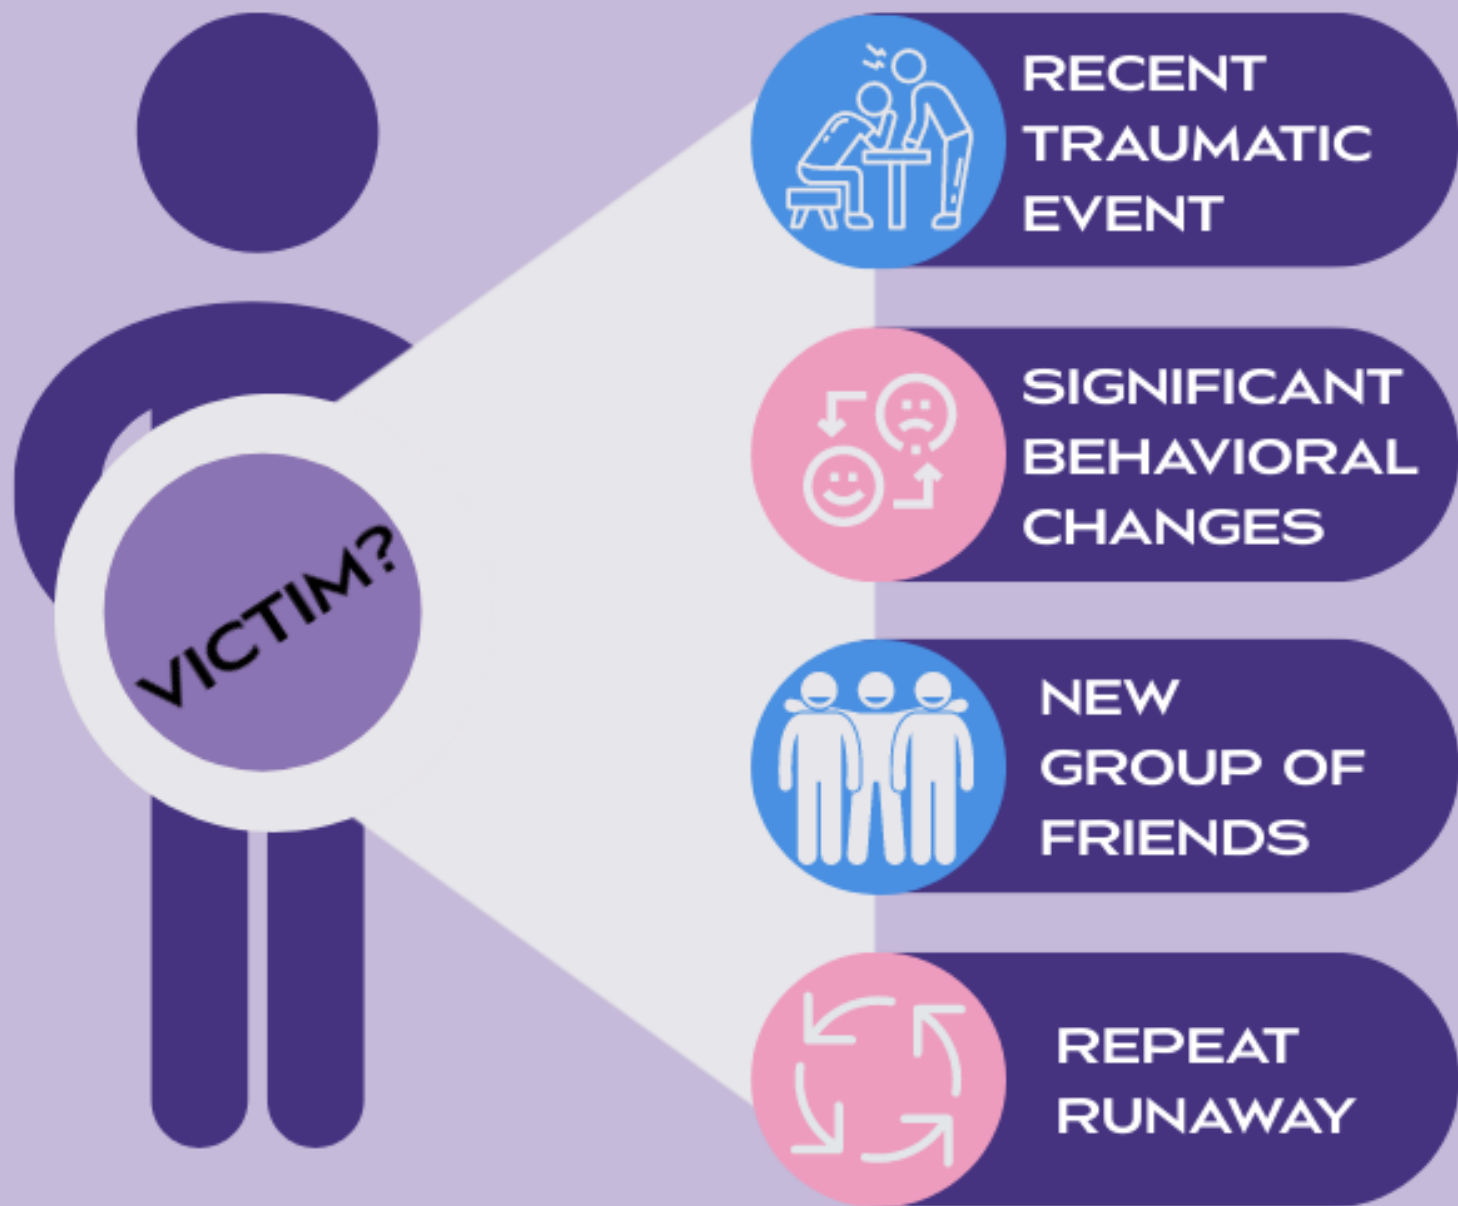 VICTIM?
RECENT
TRAUMATIC
EVENT
SIGNIFICANT
BEHAVIORAL
CHANGES
NEW
GROUP OF
FRIENDS
REPEAT
RUNAWAY